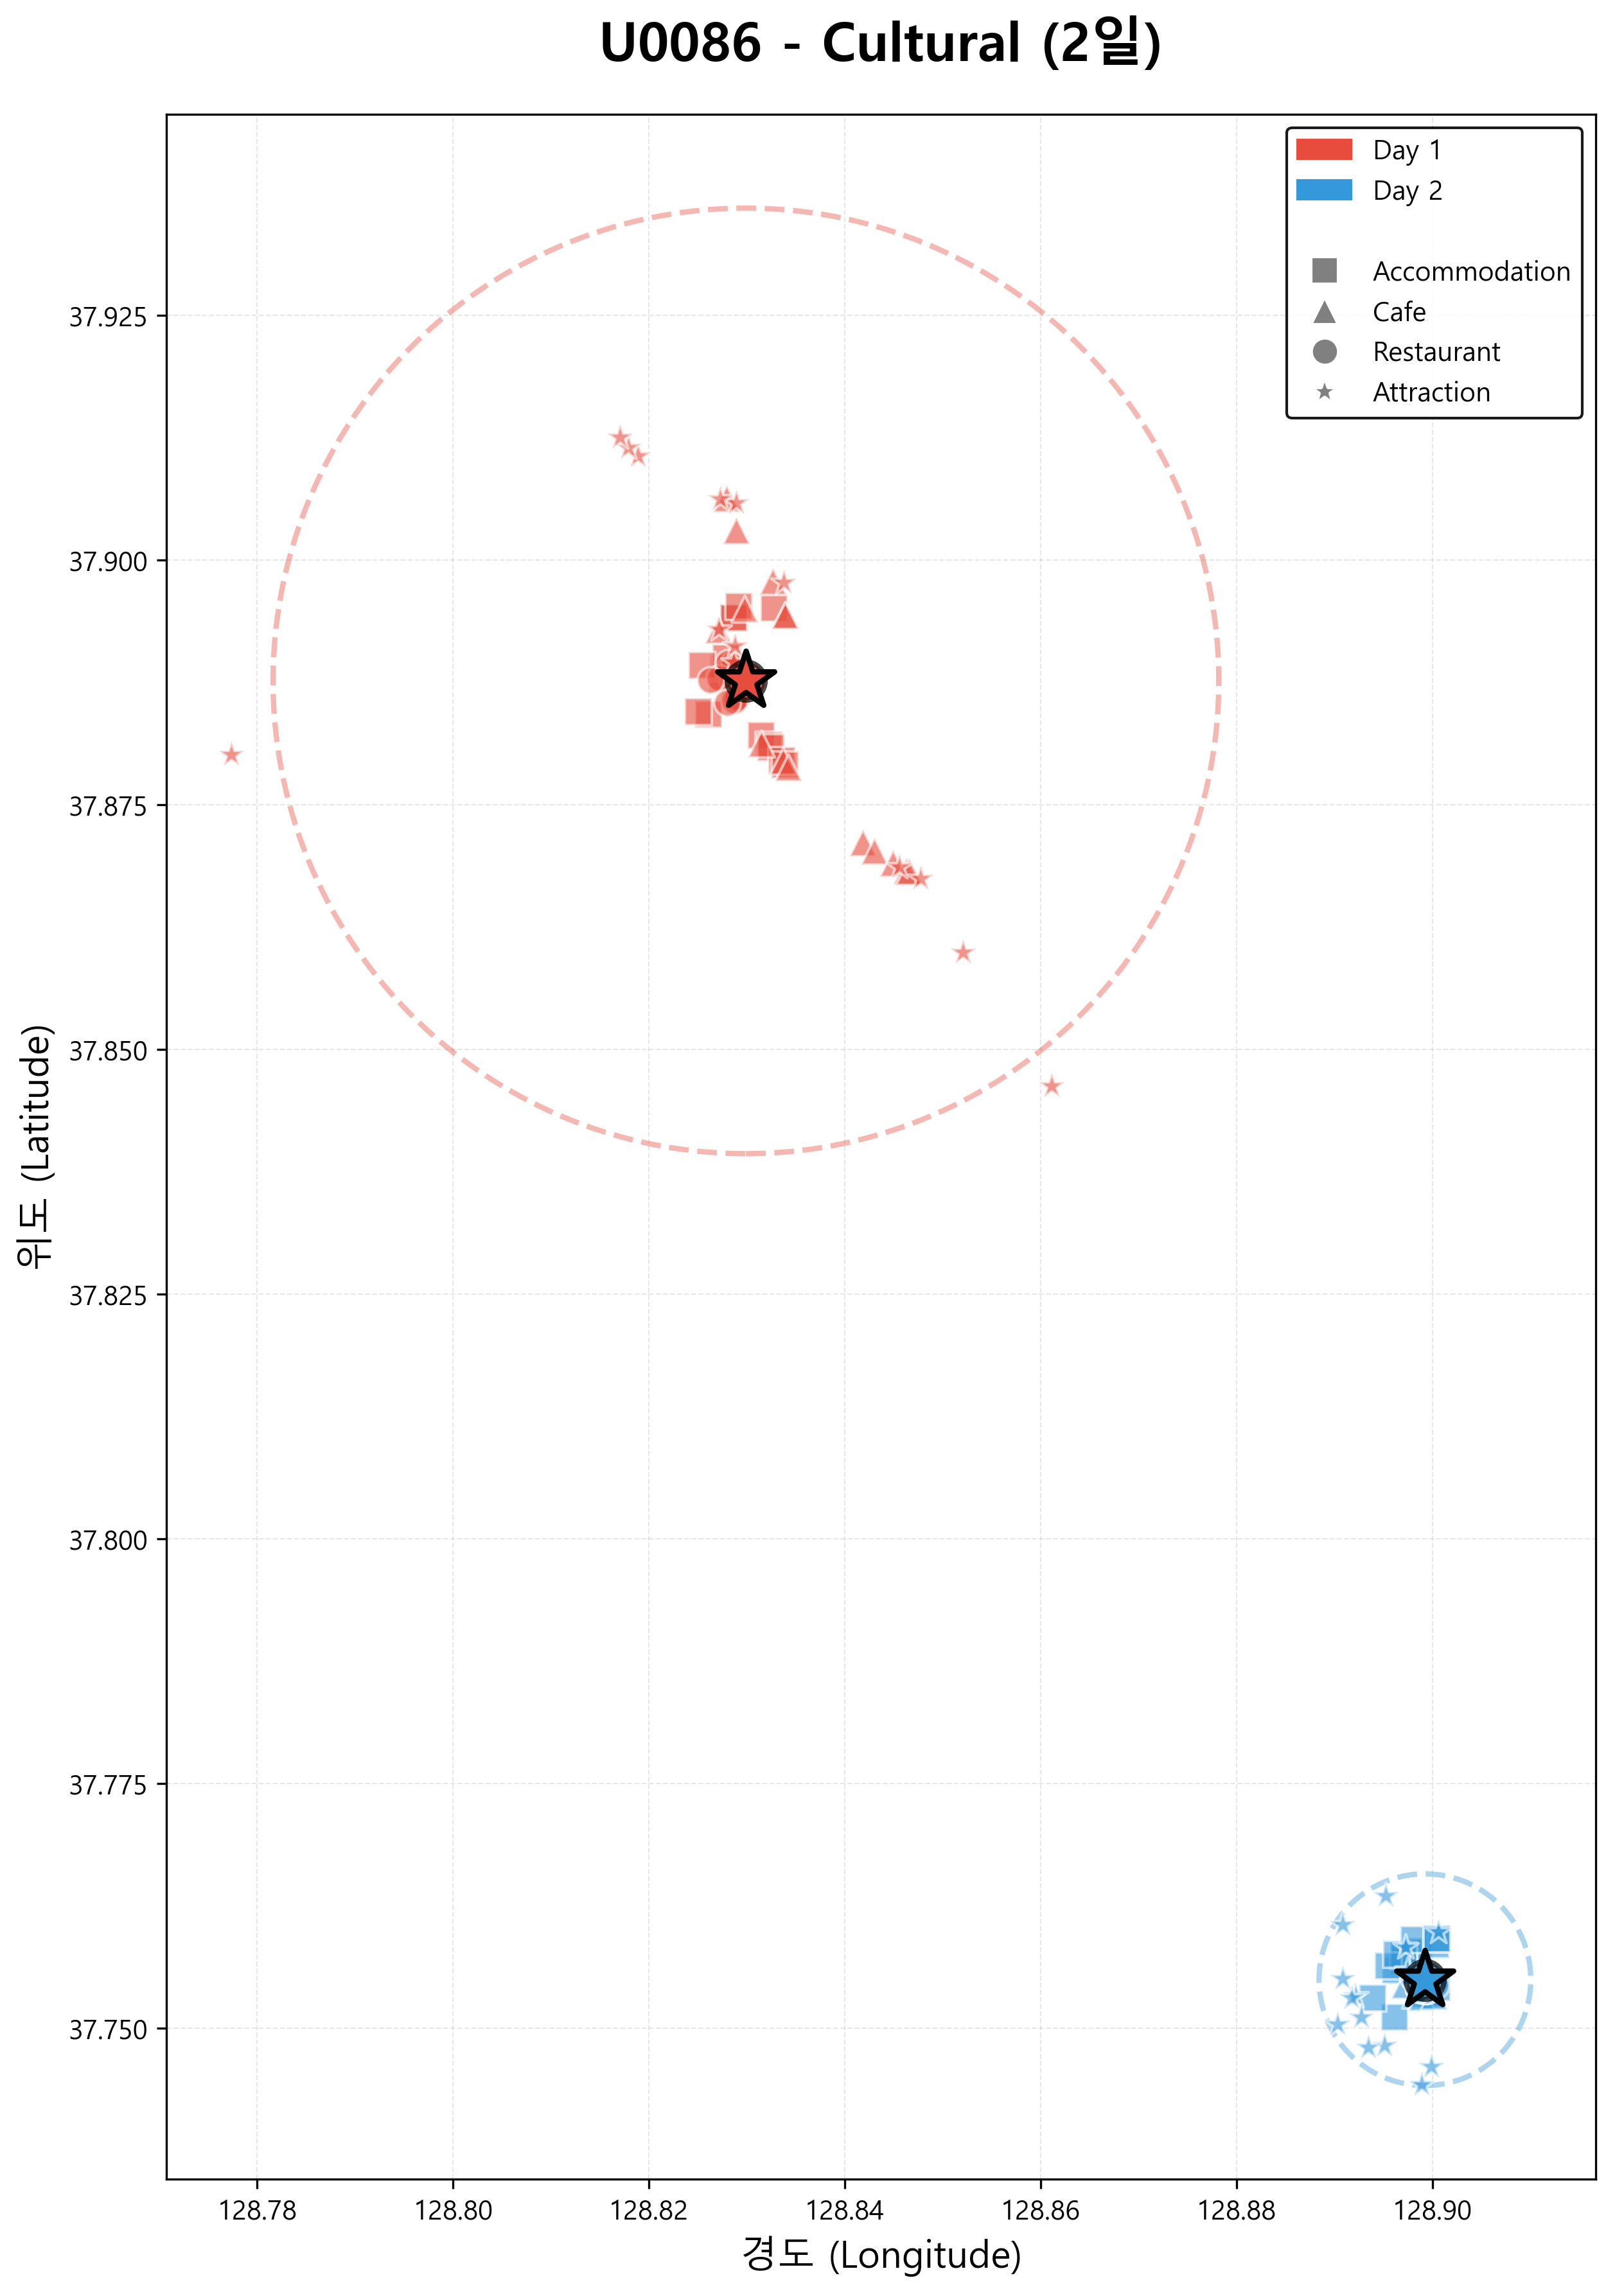 U0086 - Cultural (2일)
Day 1
Day 2
Accommodation
Cafe
Restaurant
Attraction
위도 (Latitude)
37.925
37.900
37.875
37.850
37.825
37.800
37.775
37.750
128.78 128.80 128.82 128.84 128.86 128.88 128.90
경도 (Longitude)